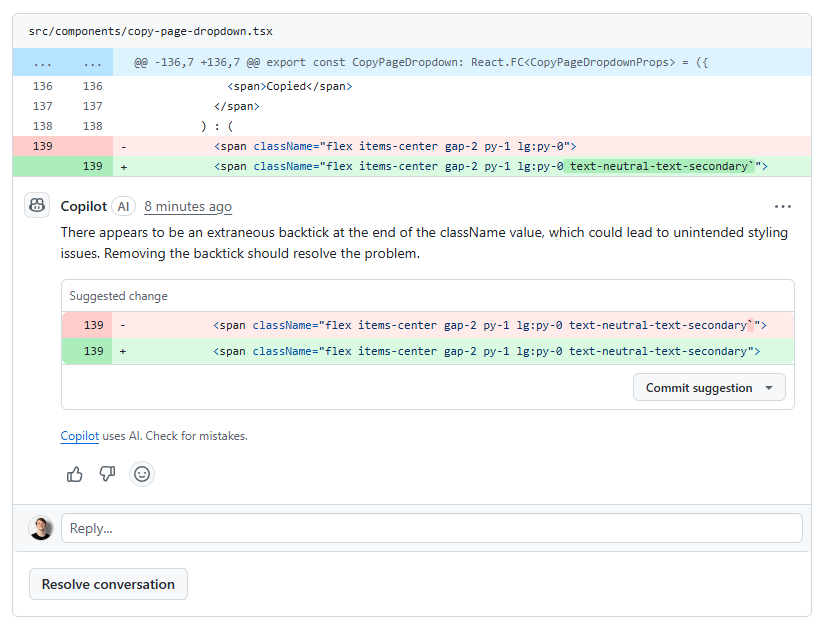 src/components/copy-page-dropdown.tsx
... ... @@ -136,7 +136,7 @@ export const CopyPageDropdown: React.FC<CopyPageDropdownProps> = ({
136 136 <span>Copied</span>
137 137 </span>
138 138 ) : (
139 - <span className="flex items-center gap-2 py-1 lg:py-0">
139 + <span className="flex items-center gap-2 py-1 lg:py-0 text-neutral-text-secondary`">
Copilot AI 8 minutes ago
There appears to be an extraneous backtick at the end of the className value, which could lead to unintended styling
issues. Removing the backtick should resolve the problem.
Suggested change
139 - <span className="flex items-center gap-2 py-1 lg:py-0 text-neutral-text-secondary`">
139 + <span className="flex items-center gap-2 py-1 lg:py-0 text-neutral-text-secondary">
Commit suggestion
Copilot uses AI. Check for mistakes.
Reply...
Resolve conversation